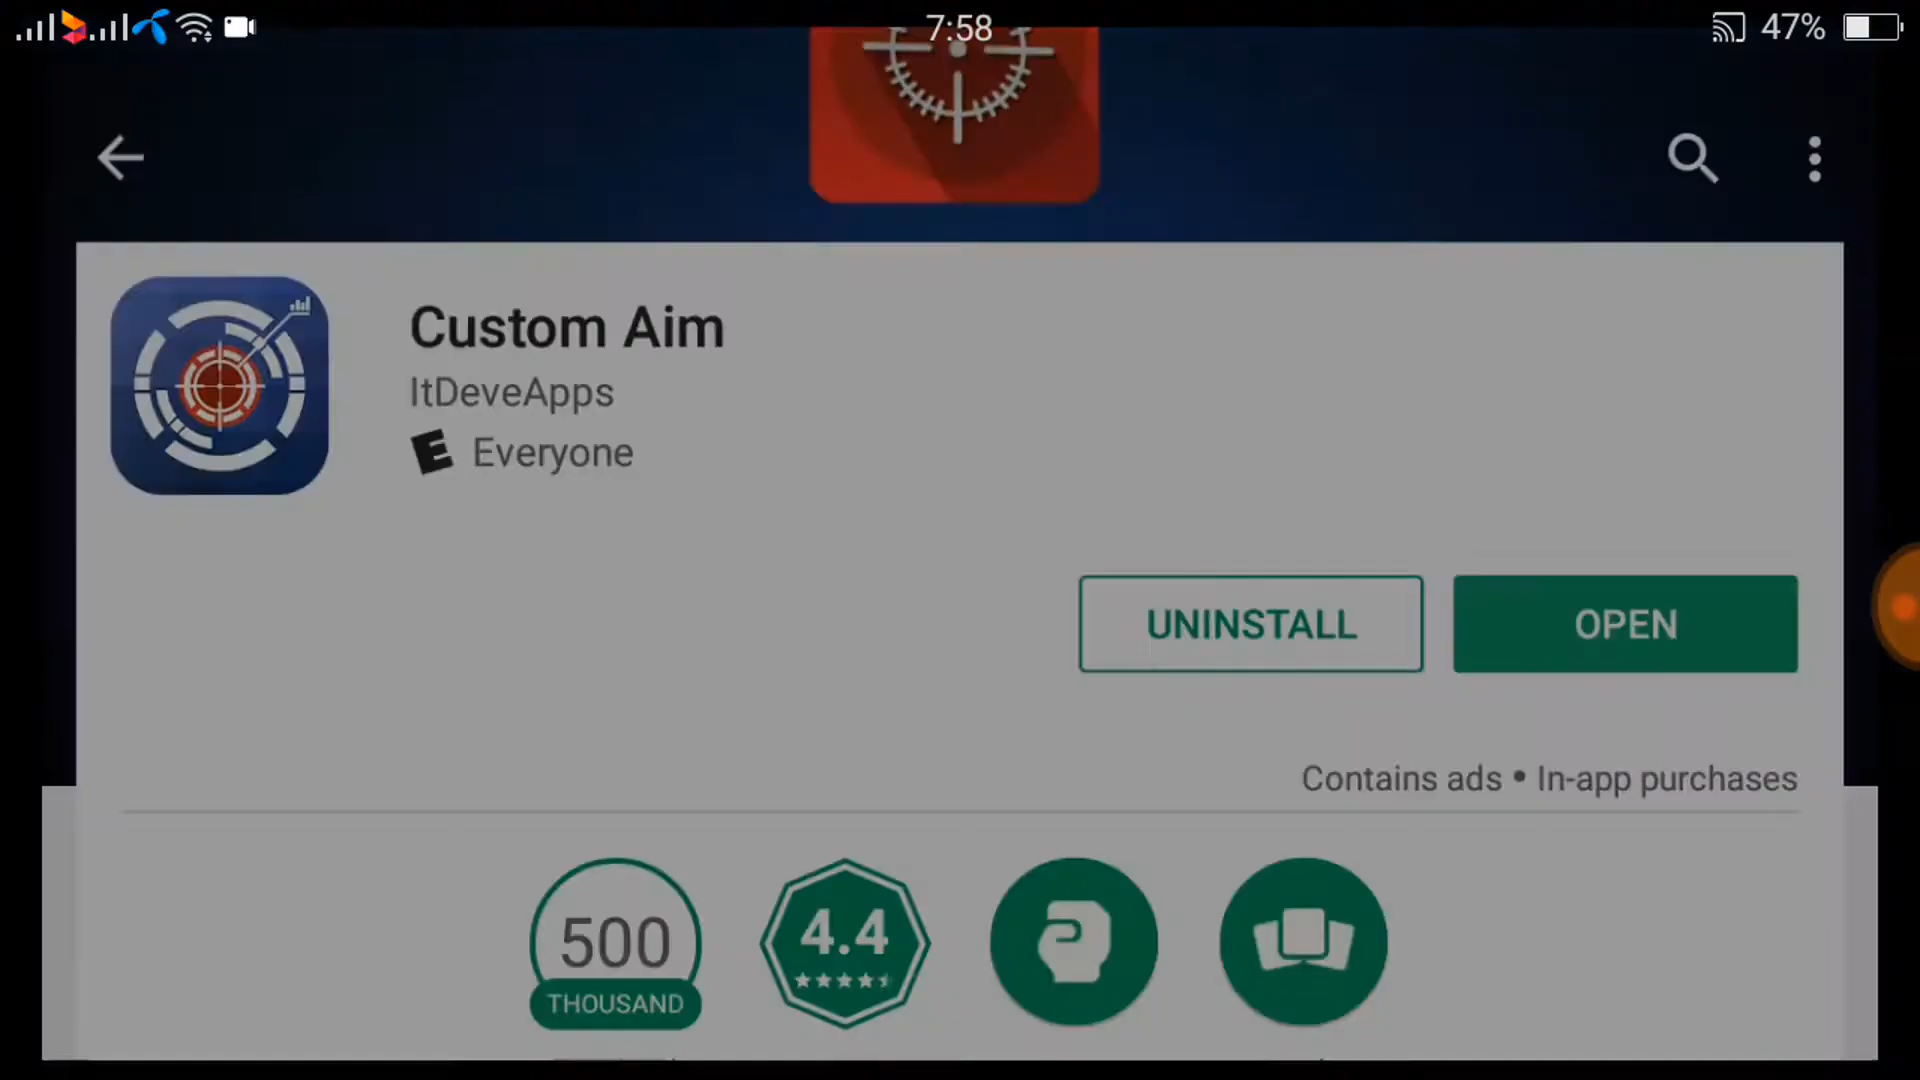 7:58
47%
Custom Aim
ItDeveApps
E Everyone
UNINSTALL
OPEN
Contains ads • In-app purchases
500
THOUSAND
4.4